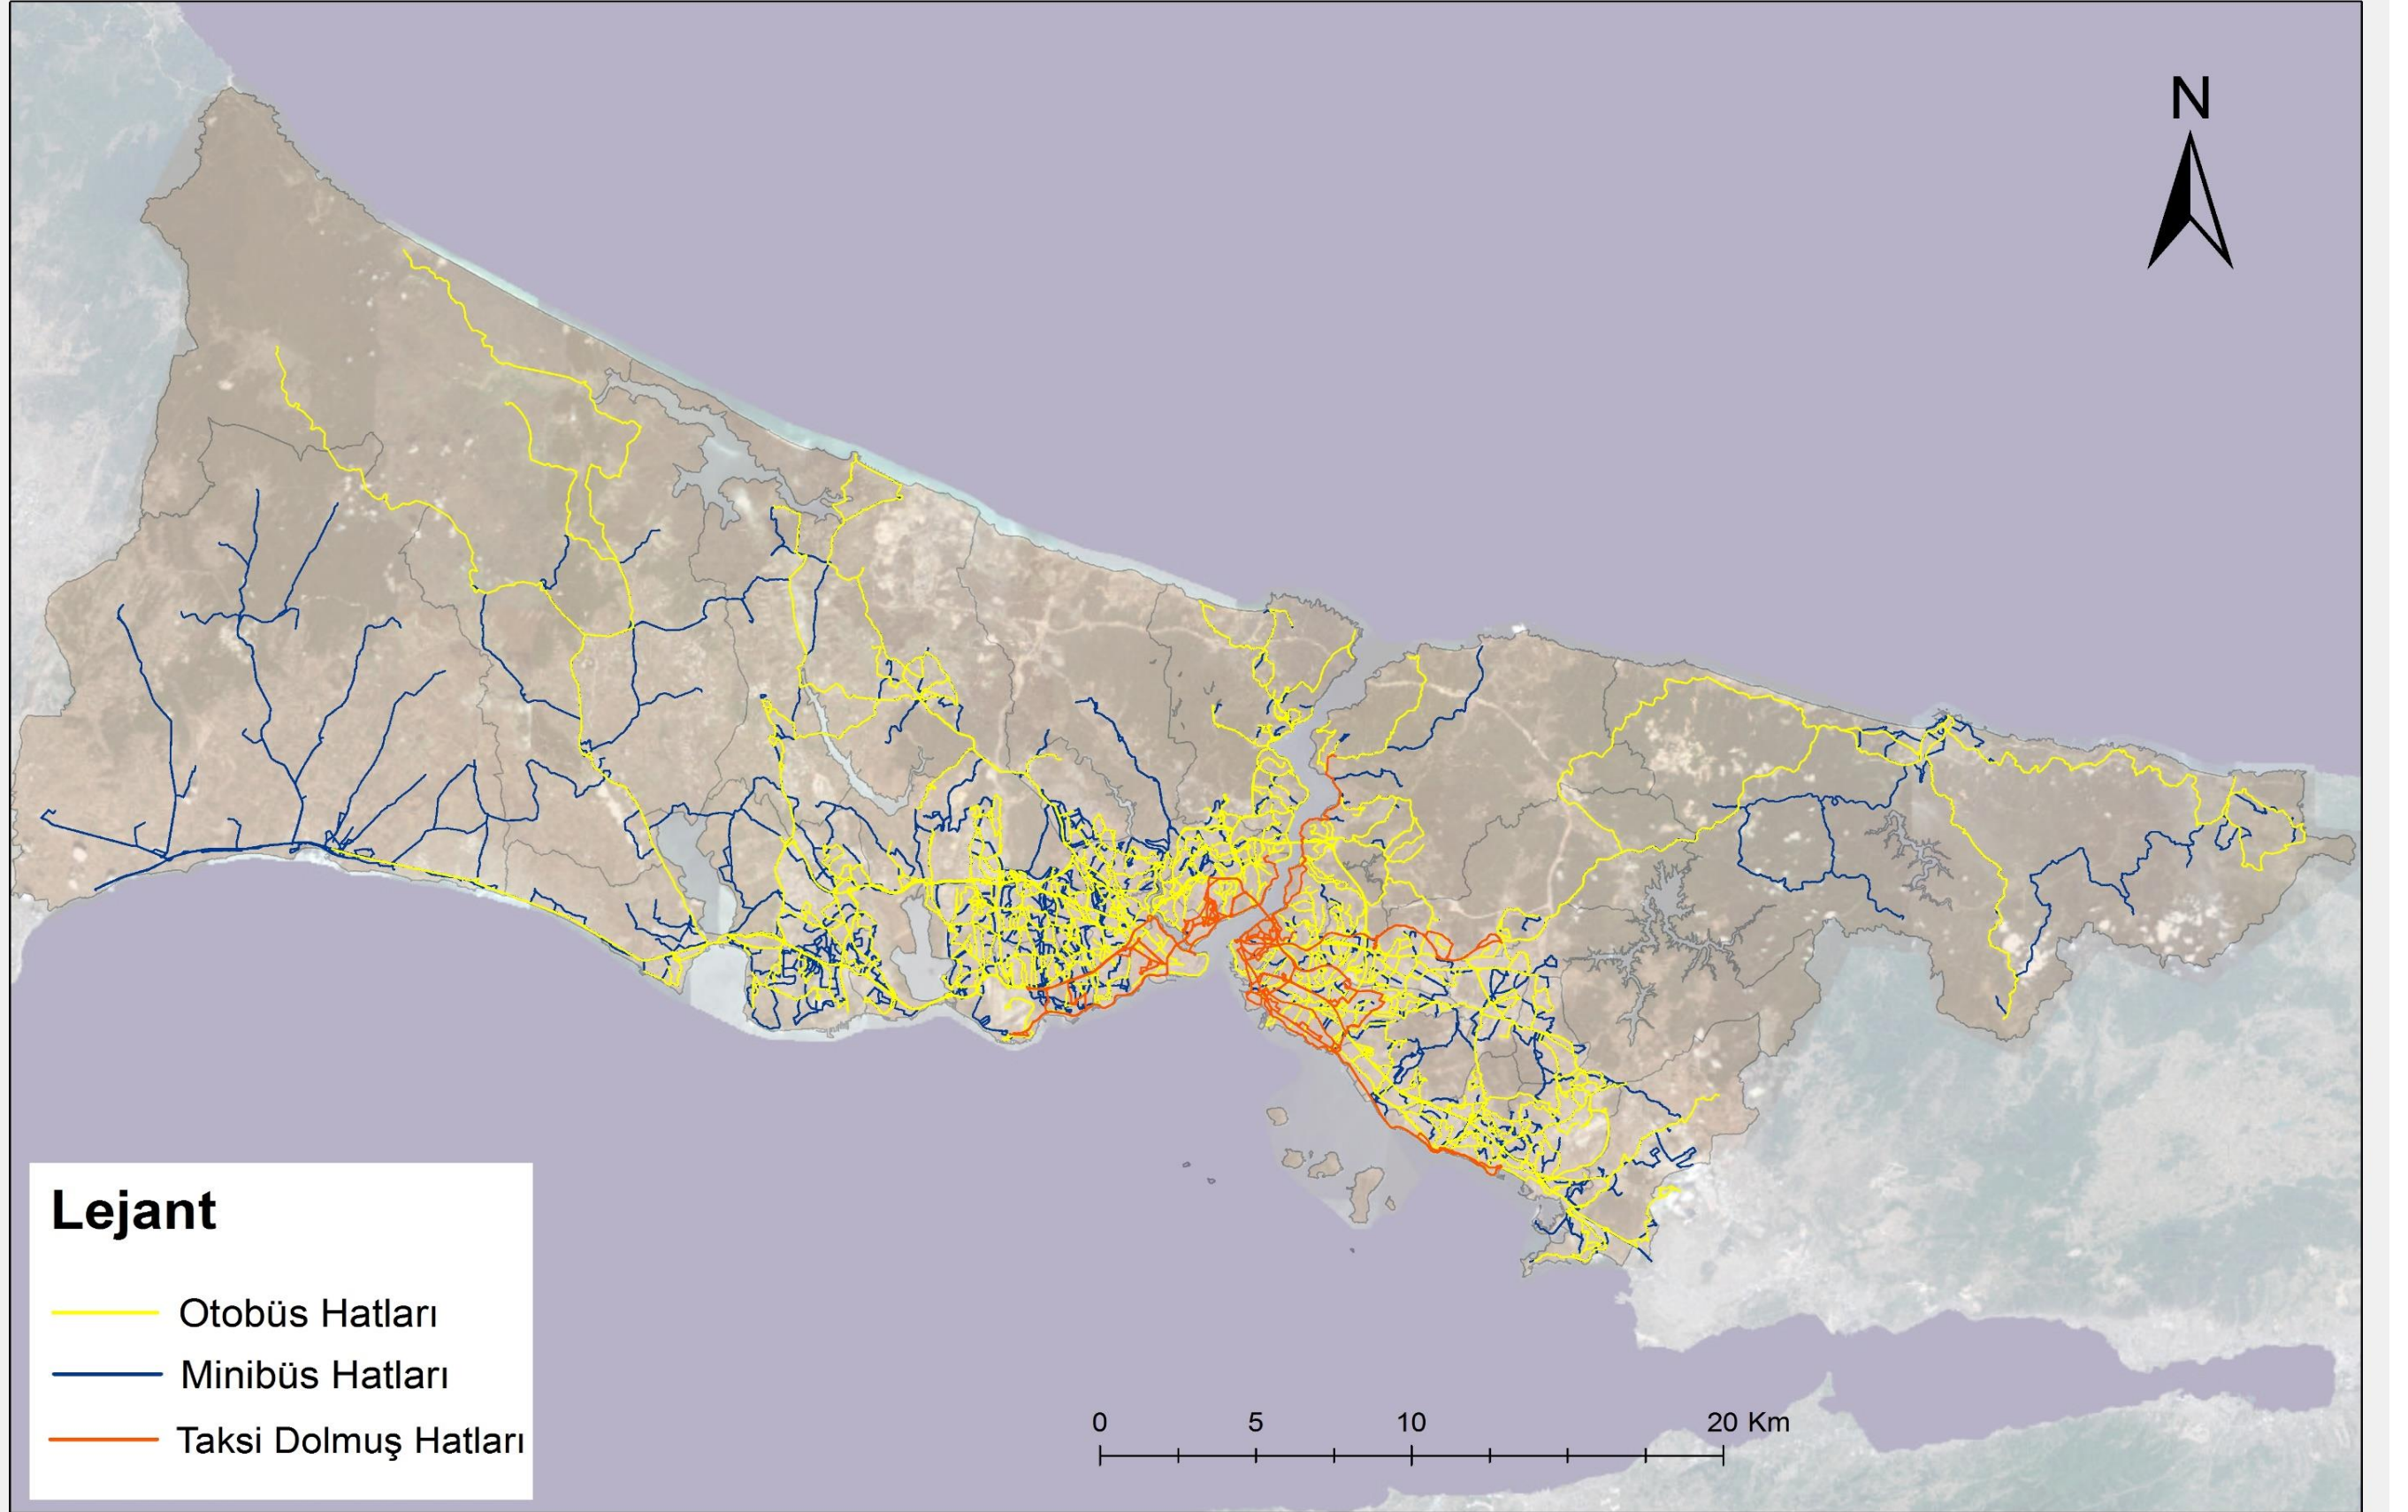 N
Lejant
Otobüs Hatları
Minibüs Hatları
Taksi Dolmuş Hatları
0 5 10 20 Km